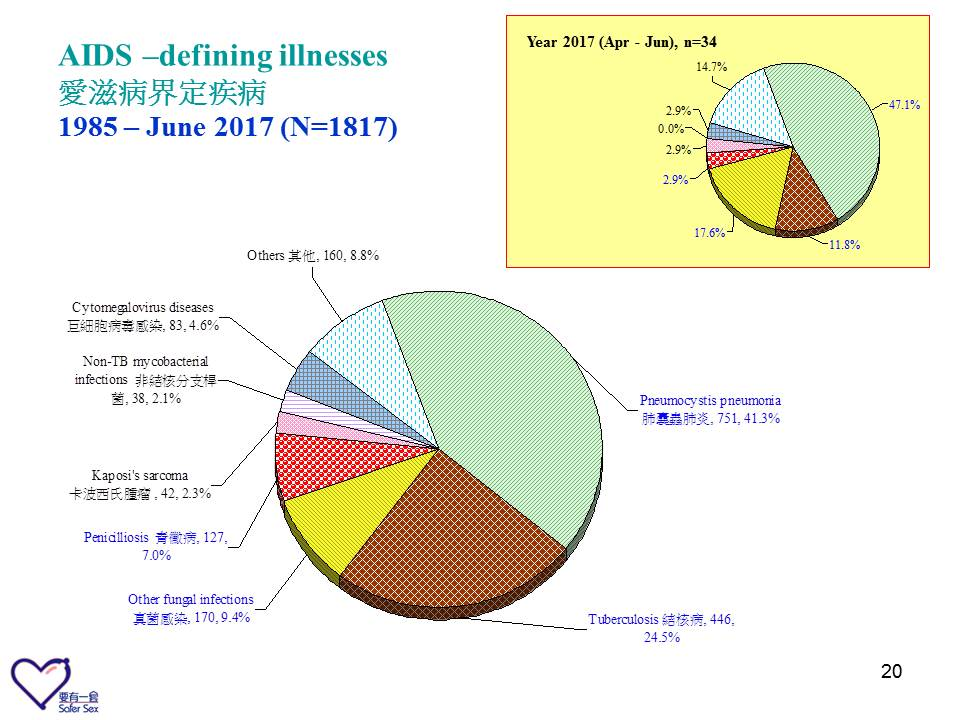 AIDS –defining illnesses
愛滋病界定疾病
1985 – June 2017 (N=1817)
Year 2017 (Apr - Jun), n=34
14.7%
47.1%
2.9%
0.0%
2.9%
2.9%
17.6%
11.8%
Others 其他, 160, 8.8%
Cytomegalovirus diseases
巨細胞病毒感染, 83, 4.6%
Non-TB mycobacterial
infections 非結核分支桿
菌, 38, 2.1%
Pneumocystis pneumonia
肺囊蟲肺炎, 751, 41.3%
Kaposi's sarcoma
卡波西氏腫瘤 , 42, 2.3%
Penicilliosis 青黴病, 127,
7.0%
Other fungal infections
真菌感染, 170, 9.4%
Tuberculosis 結核病, 446,
24.5%
要有一套
Safer Sex
20